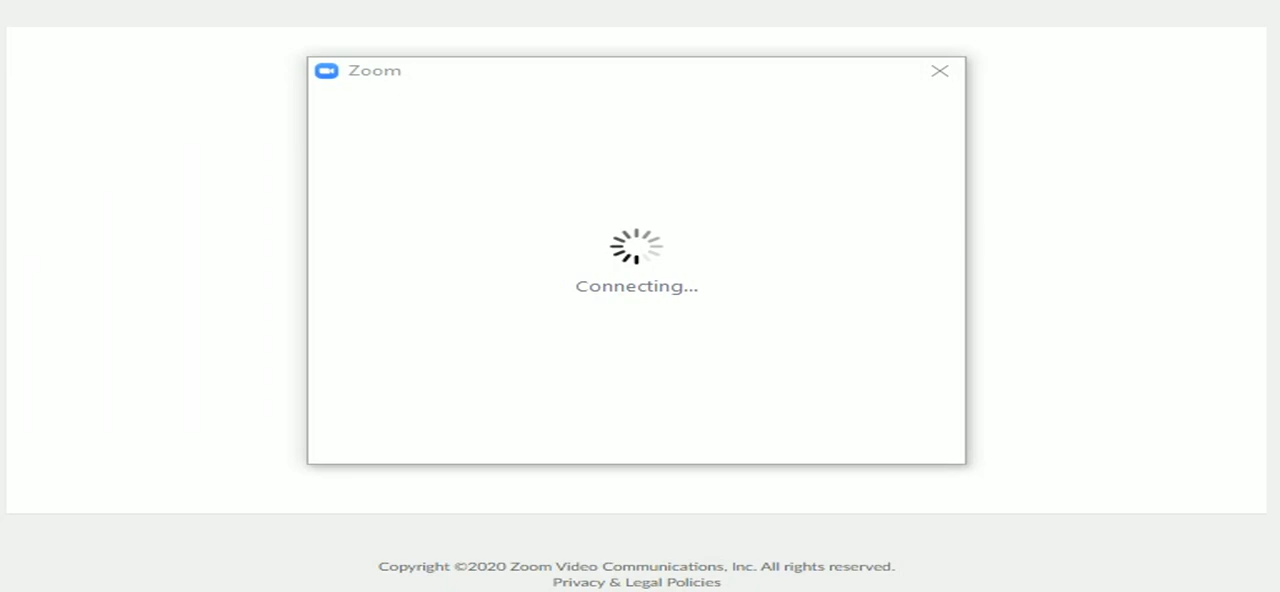 Zoom
Connecting...
Copyright ©2020 Zoom Video Communications, Inc. All rights reserved.
Privacy & Legal Policies